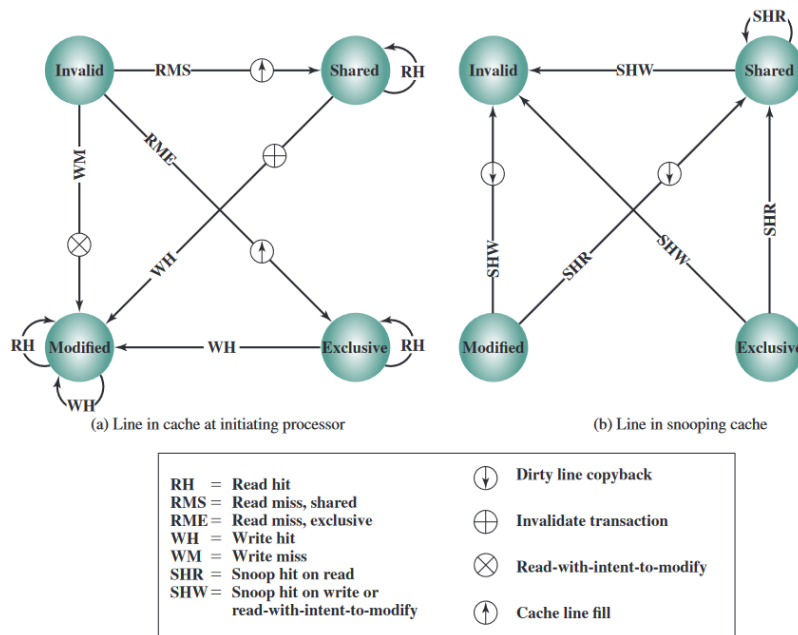 Invalid
RMS
Shared
RH
WM
RME
WH
RH
Modified
WH
WH
Exclusive
RH
(a) Line in cache at initiating processor
SHR
Invalid
SHW
Shared
SHW
SHR
SHW
SHR
Modified
Exclusive
(b) Line in snooping cache
RH = Read hit
RMS = Read miss, shared
RME = Read miss, exclusive
WH = Write hit
WM = Write miss
SHR = Snoop hit on read
SHW = Snoop hit on write or
read-with-intent-to-modify
Dirty line copyback
Invalidate transaction
Read-with-intent-to-modify
Cache line fill